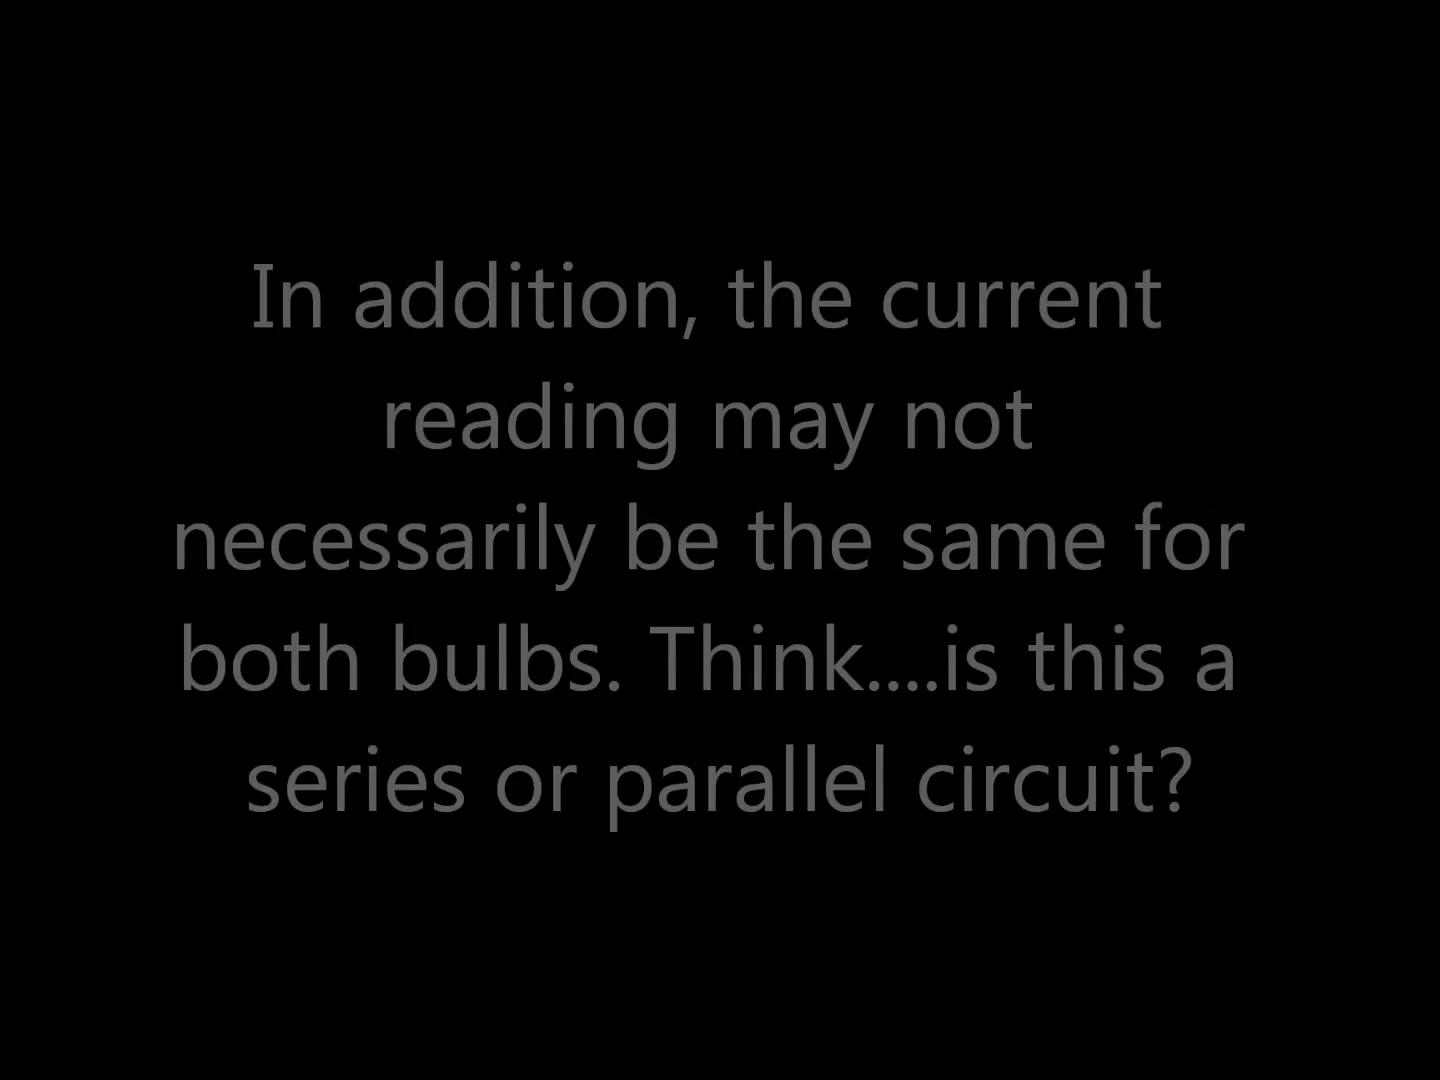 In addition, the current
reading may not
necessarily be the same for
both bulbs. Think....is this a
series or parallel circuit?